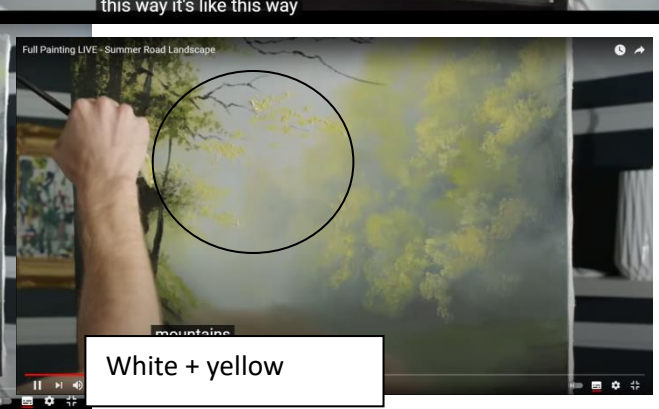 this way it's like this way
Full Painting LIVE - Summer Road Landscape
mountains
White + yellow